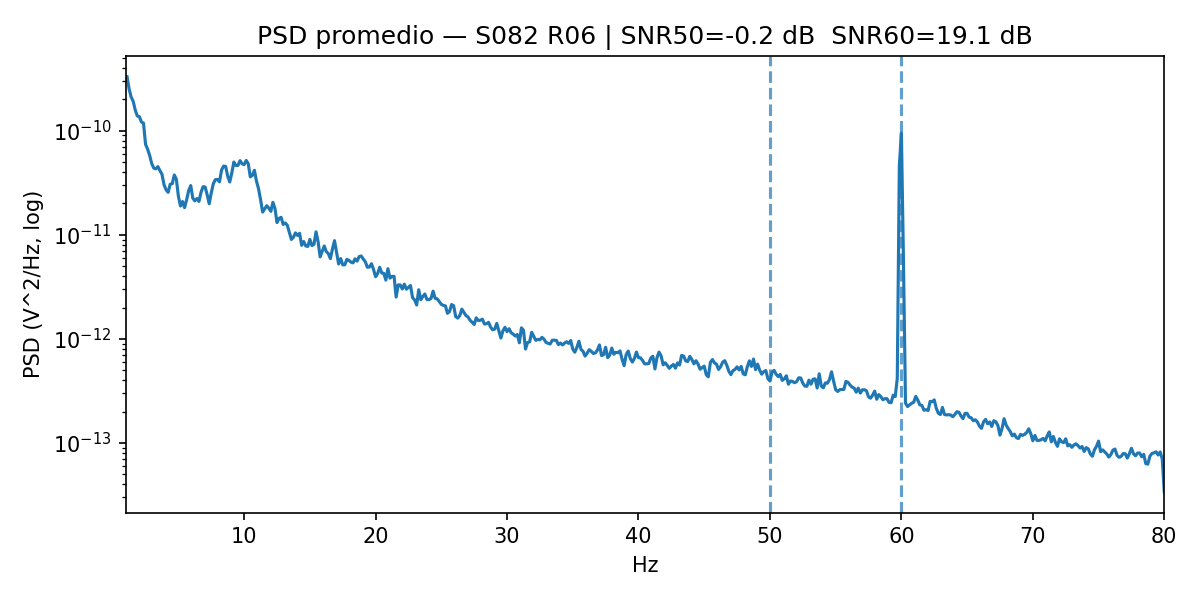 PSD promedio — S082 R06 | SNR50=-0.2 dB  SNR60=19.1 dB
PSD (V^2/Hz, log)
10⁻¹⁰
10⁻¹¹
10⁻¹²
10⁻¹³
10 20 30 40 50 60 70 80
Hz